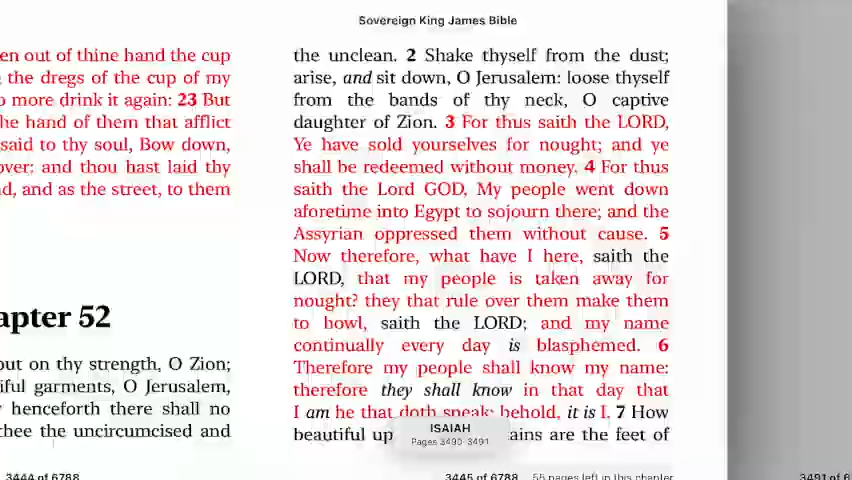 Sovereign King James Bible
en out of thine hand the cup
the dregs of the cup of my
more drink it again: 23 But
he hand of them that afflict
said to thy soul, Bow down,
over: and thou hast laid thy
d, and as the street, to them
apter 52
put on thy strength, O Zion;
iful garments, O Jerusalem,
henceforth there shall no
thee the uncircumcised and
3444 of 6788
the unclean. 2 Shake thyself from the dust;
arise, and sit down, O Jerusalem: loose thyself
from the bands of thy neck, O captive
daughter of Zion. 3 For thus saith the LORD,
Ye have sold yourselves for nought; and ye
shall be redeemed without money. 4 For thus
saith the Lord GOD, My people went down
aforetime into Egypt to sojourn there; and the
Assyrian oppressed them without cause. 5
Now therefore, what have I here, saith the
LORD, that my people is taken away for
nought? they that rule over them make them
to howl, saith the LORD; and my name
continually every day is blasphemed. 6
Therefore my people shall know my name:
therefore they shall know in that day that
I am he that doth speak: behold, it is I. 7 How
beautiful up ains are the feet of
ISAIAH
Pages 3490-3491
3445 of 6788 55 pages left in this chapter
3491 of 6